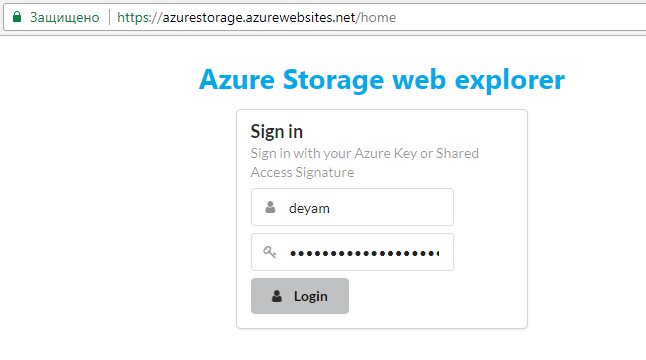 Защищено https://azurestorage.azurewebsites.net/home
Azure Storage web explorer
Sign in
Sign in with your Azure Key or Shared
Access Signature
deyam
••••••••••••••••••••
Login